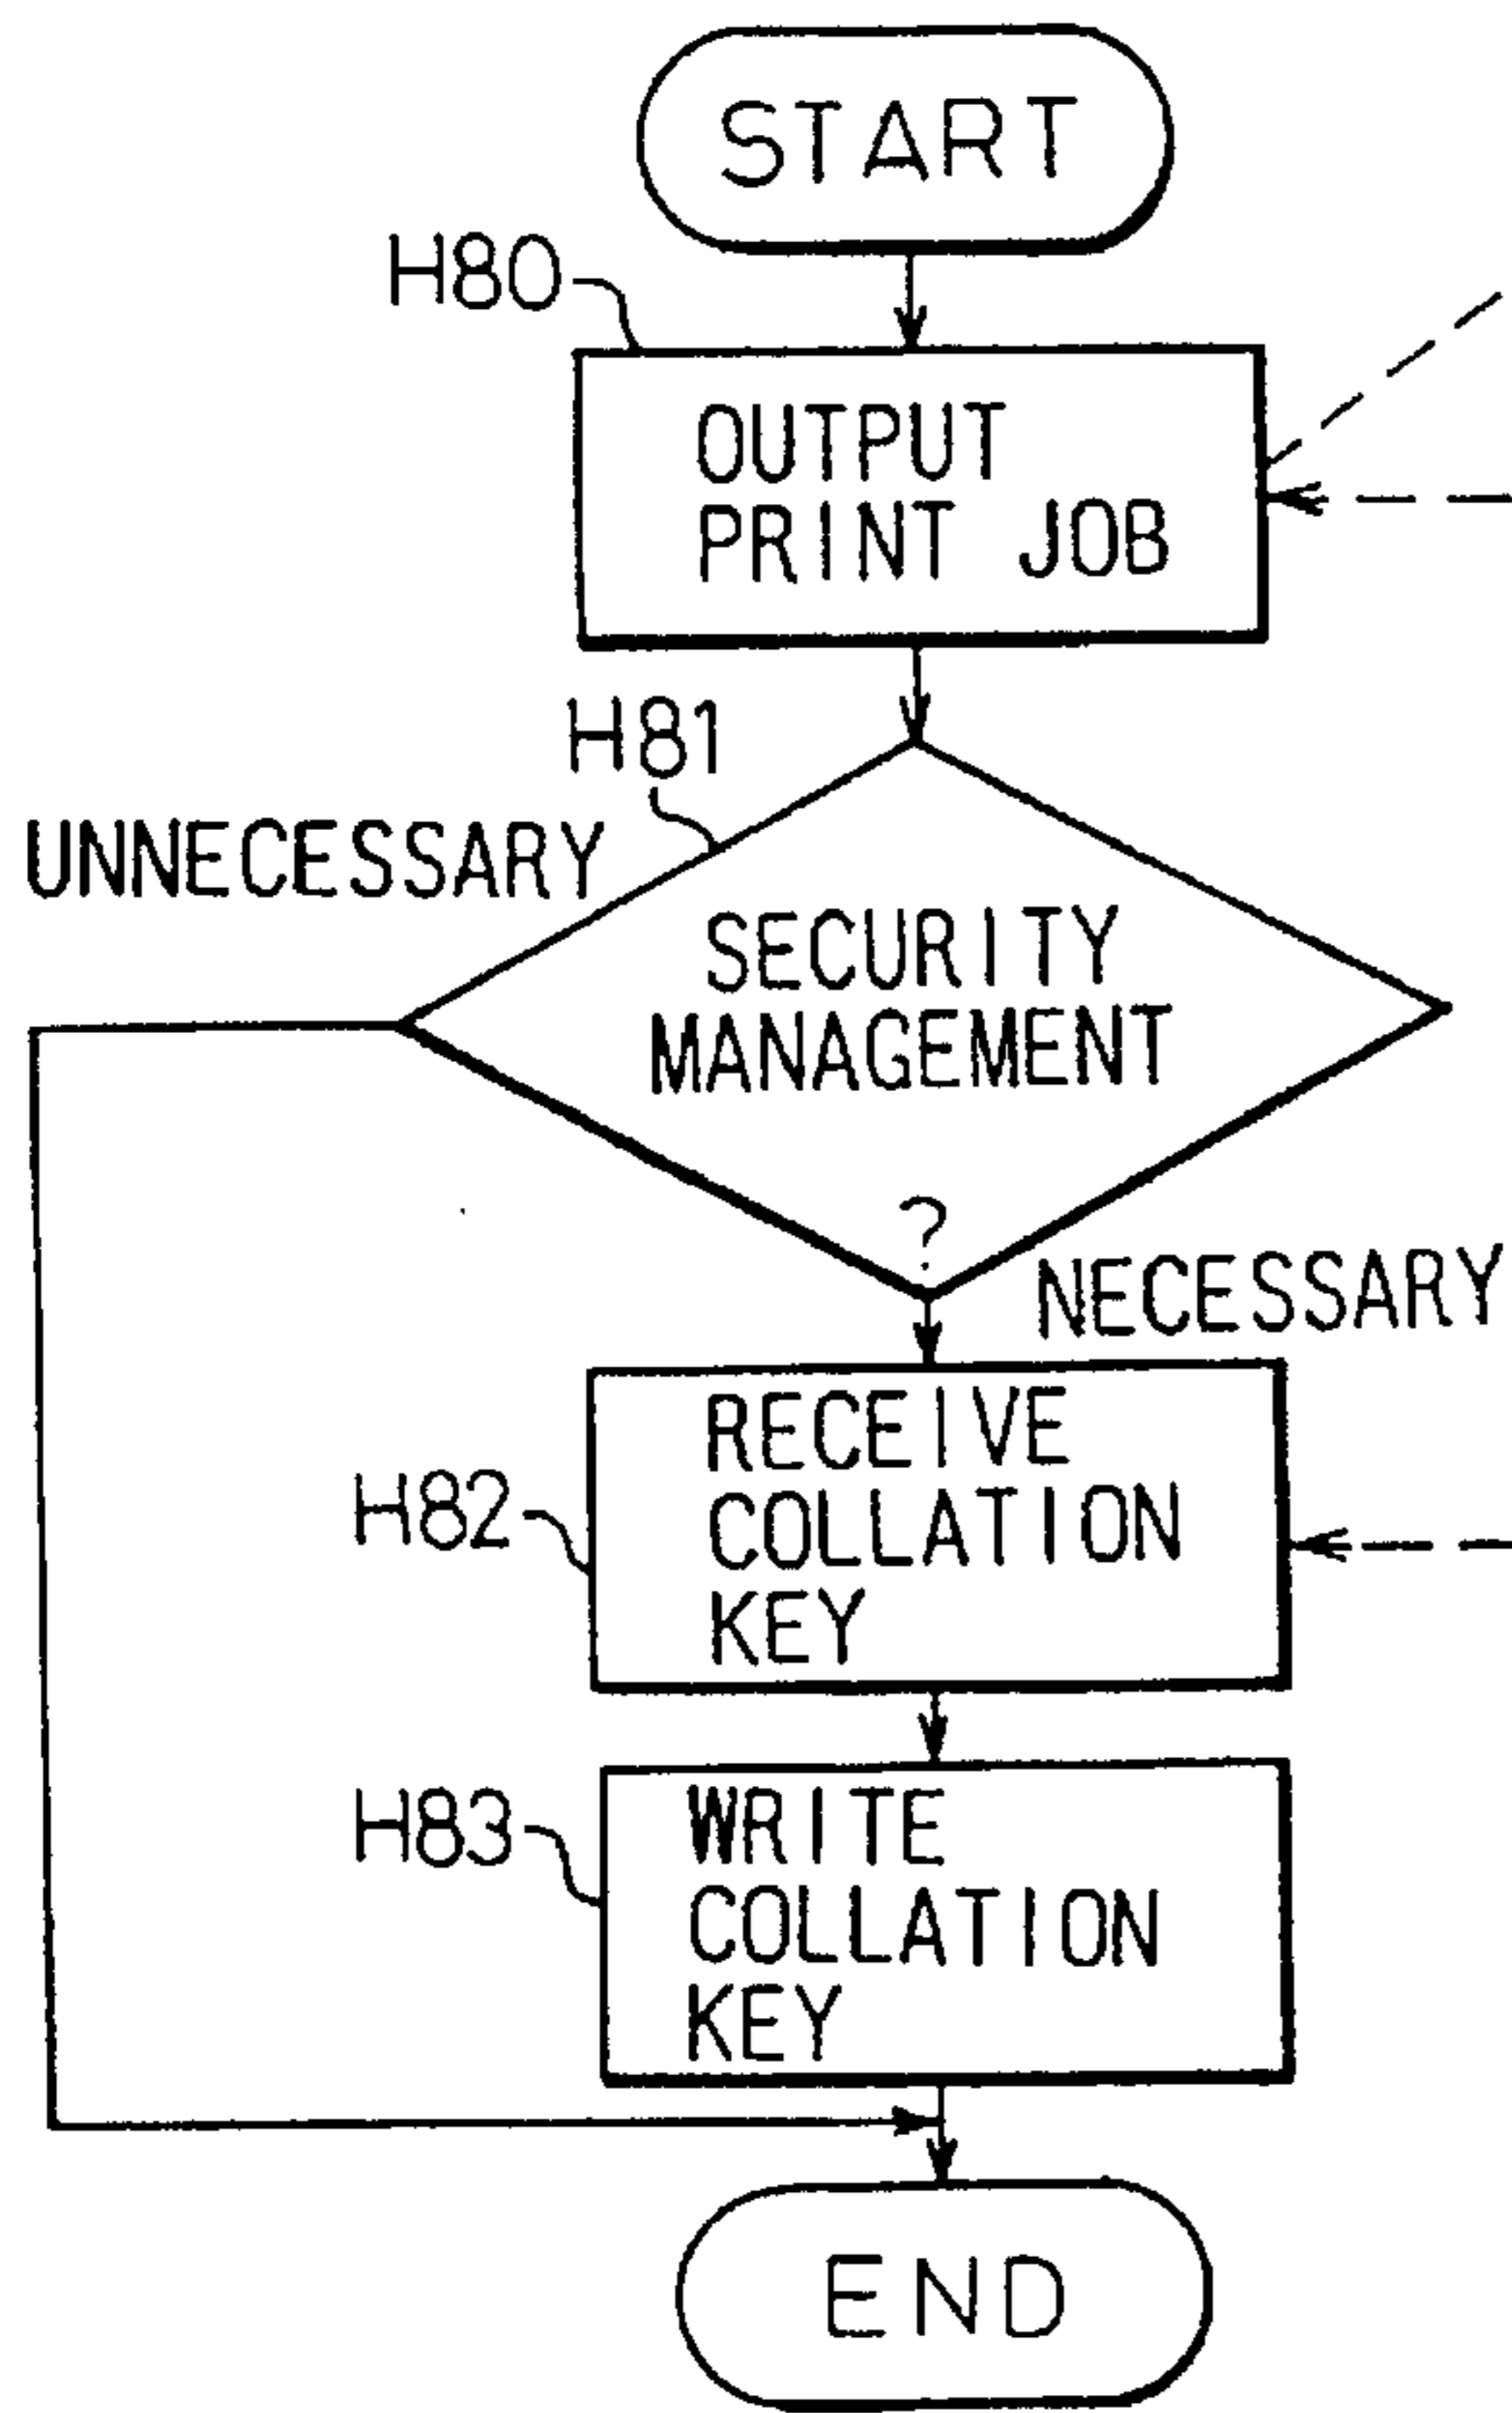 START
H80
OUTPUT
PRINT JOB
H81
UNNECESSARY
SECURITY
MANAGEMENT
?
NECESSARY
RECEIVE
COLLATION
KEY
H82
WRITE
COLLATION
KEY
H83
END